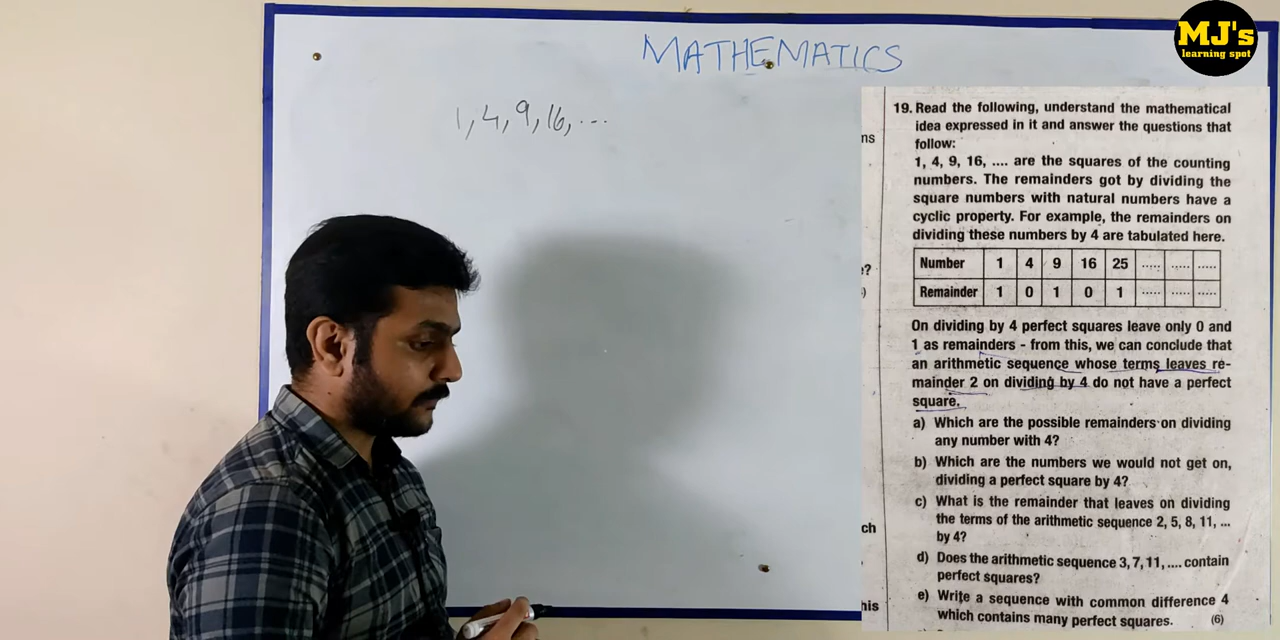 MATHEMATICS
MJ's
learning spot
1, 4, 9, 16, ...
19. Read the following, understand the mathematical
idea expressed in it and answer the questions that
follow:
1, 4, 9, 16, .... are the squares of the counting
numbers. The remainders got by dividing the
square numbers with natural numbers have a
cyclic property. For example, the remainders on
dividing these numbers by 4 are tabulated here.
Number 1 4 9 16 25 ..... ..... .....
Remainder 1 0 1 0 1 ..... ..... .....
On dividing by 4 perfect squares leave only 0 and
1 as remainders - from this, we can conclude that
an arithmetic sequence whose terms leaves re-
mainder 2 on dividing by 4 do not have a perfect
square.
a) Which are the possible remainders on dividing
any number with 4?
b) Which are the numbers we would not get on,
dividing a perfect square by 4?
c) What is the remainder that leaves on dividing
the terms of the arithmetic sequence 2, 5, 8, 11, ...
by 4?
d) Does the arithmetic sequence 3, 7, 11, .... contain
perfect squares?
e) Write a sequence with common difference 4
which contains many perfect squares. (6)
ns
e?
)
ch
his